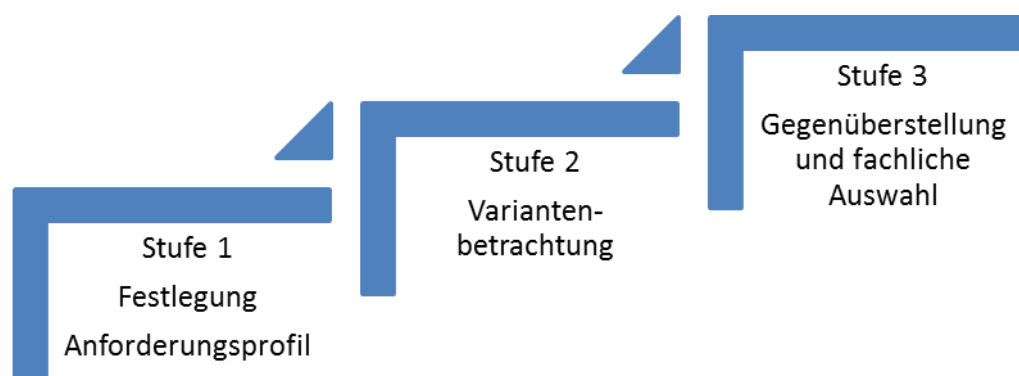 Stufe 1
Festlegung
Anforderungsprofil
Stufe 2
Varianten-
betrachtung
Stufe 3
Gegenüberstellung
und fachliche
Auswahl